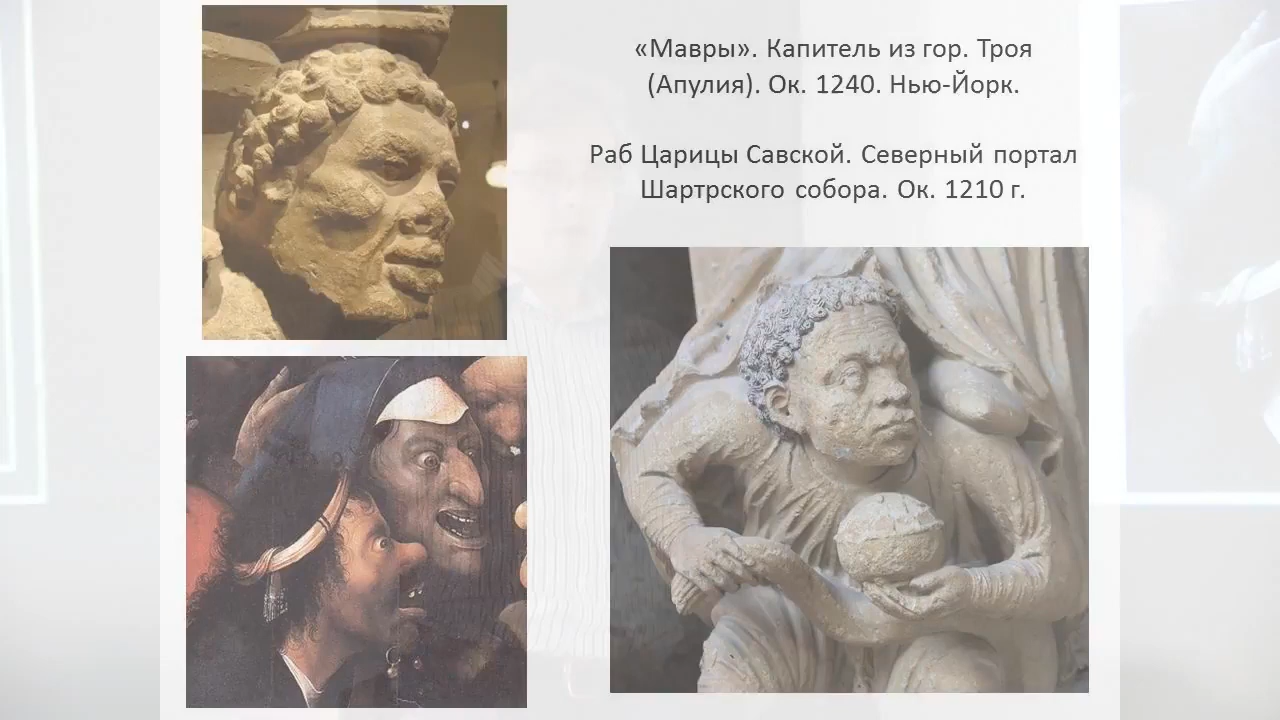 «Мавры». Капитель из гор. Троя
(Апулия). Ок. 1240. Нью-Йорк.
Раб Царицы Савской. Северный портал
Шартрского собора. Ок. 1210 г.